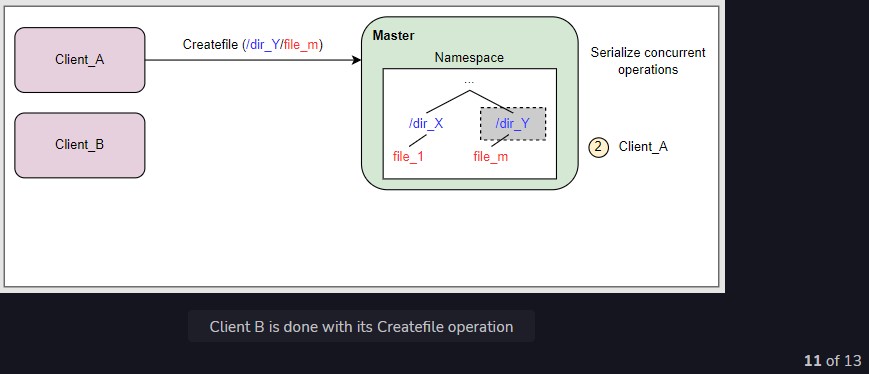 Client_A
Createfile (/dir_Y/file_m)
Master
Namespace
...
/dir_X
/dir_Y
file_1
file_m
Serialize concurrent
operations
2 Client_A
Client_B
Client B is done with its Createfile operation
11 of 13